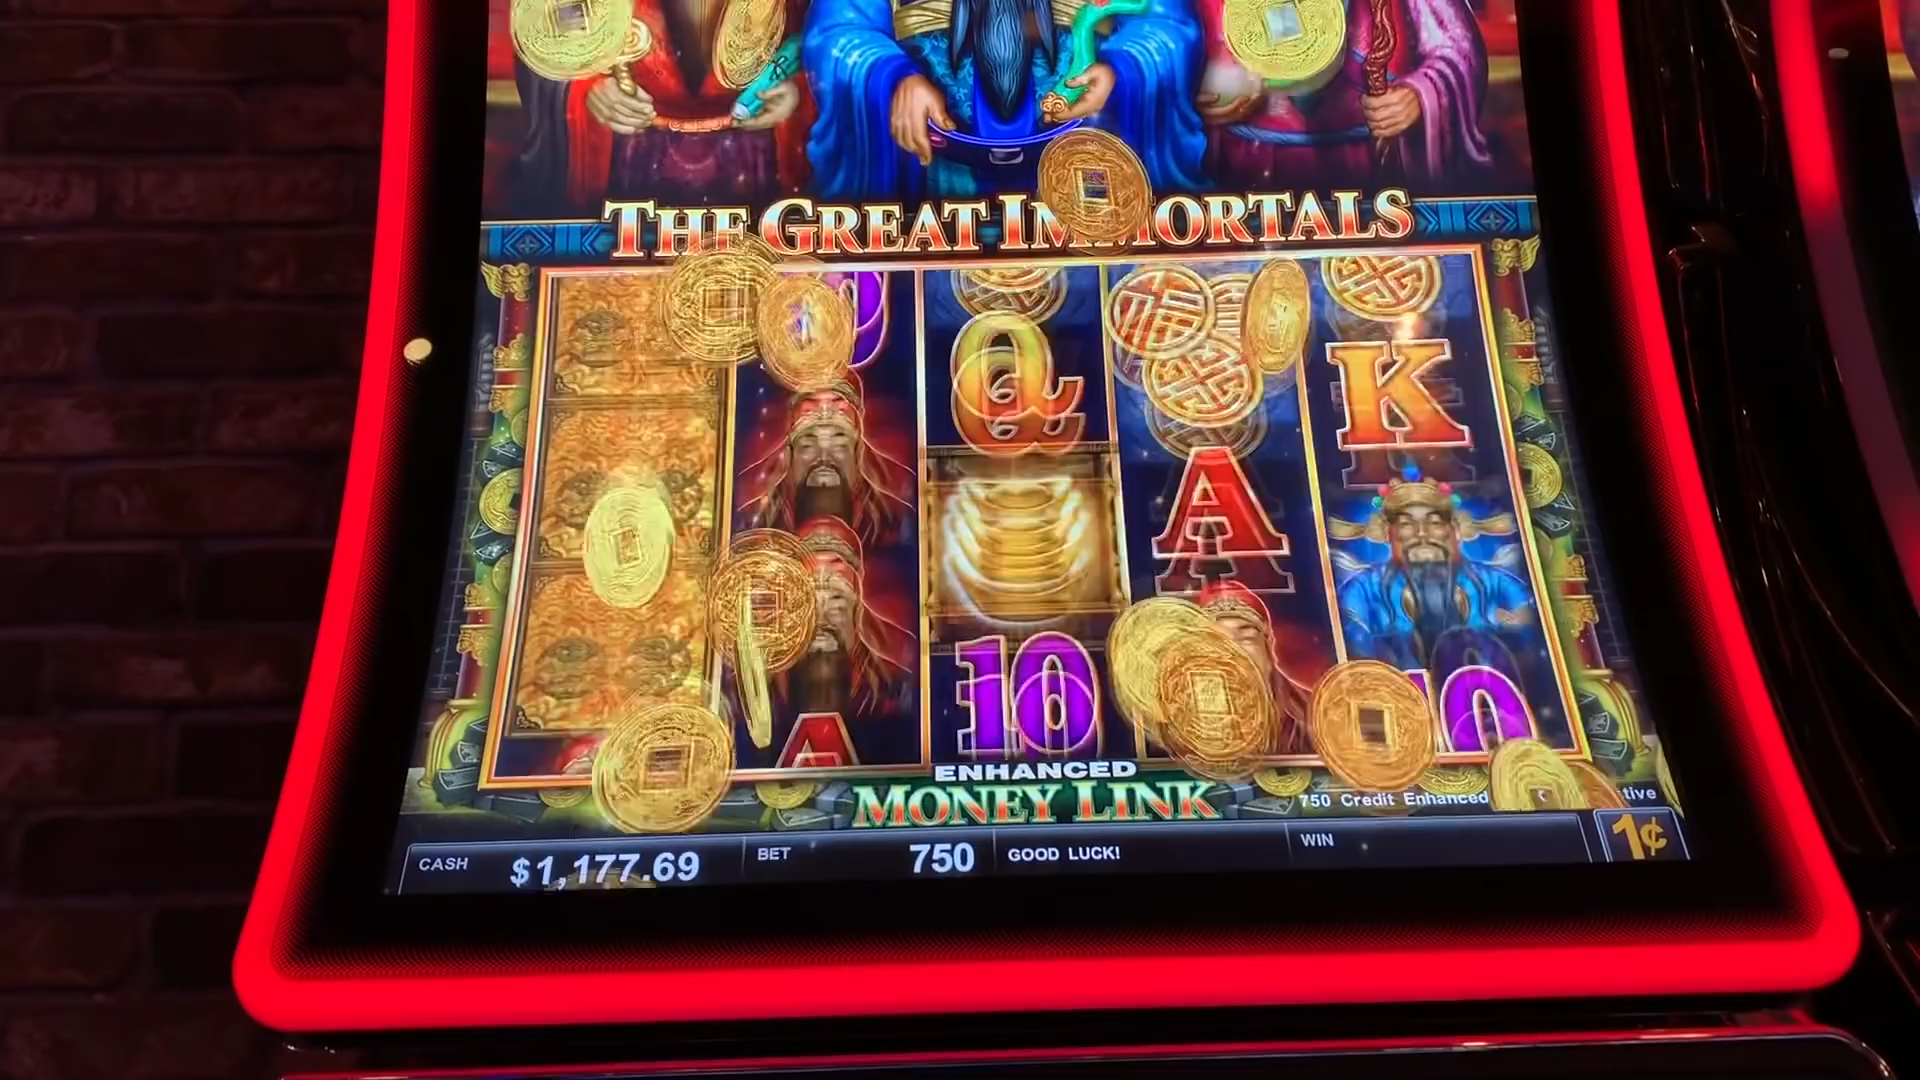 THE GREAT IMMORTALS
Q
K
A
A
10
10
ENHANCED
MONEY LINK
750 Credit Enhanced
CASH $1,177.69 BET 750 GOOD LUCK! WIN 1¢